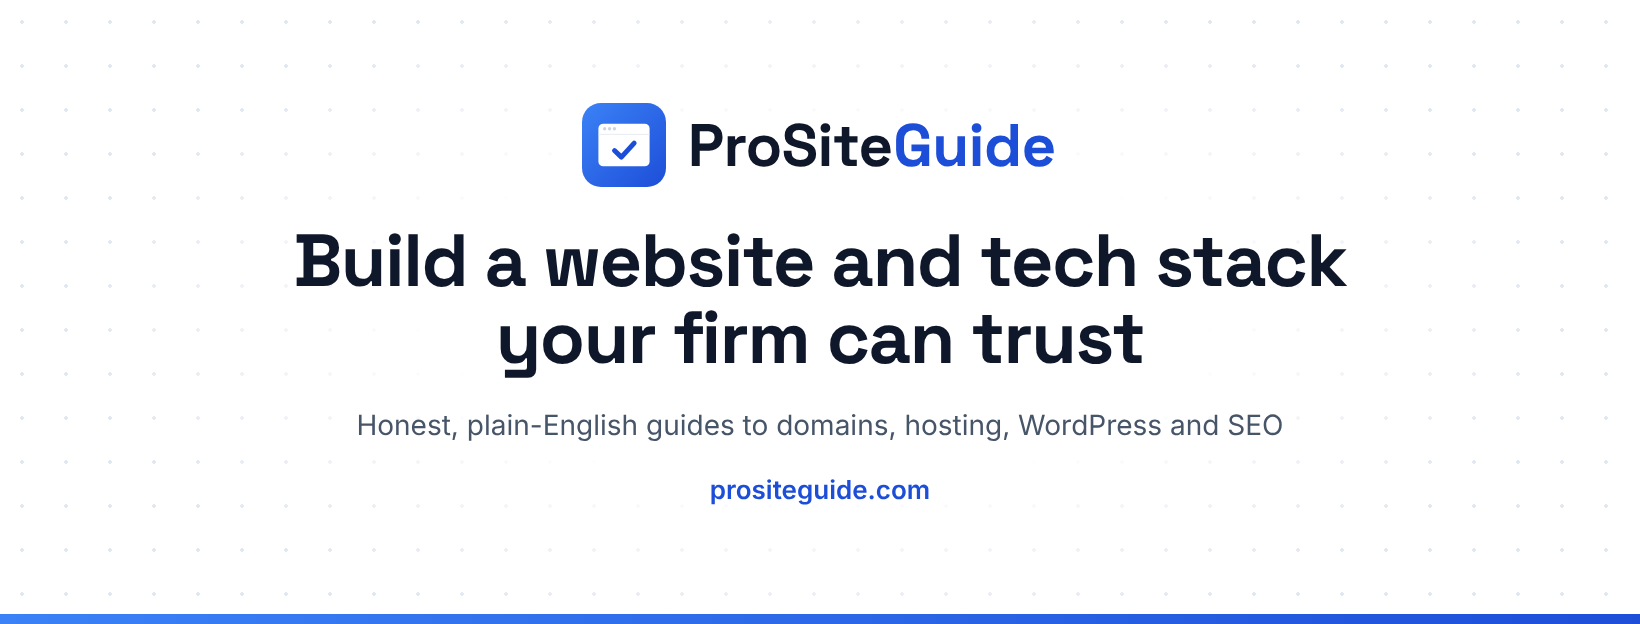 ProSiteGuide
Build a website and tech stack
your firm can trust
Honest, plain-English guides to domains, hosting, WordPress and SEO
prositeguide.com